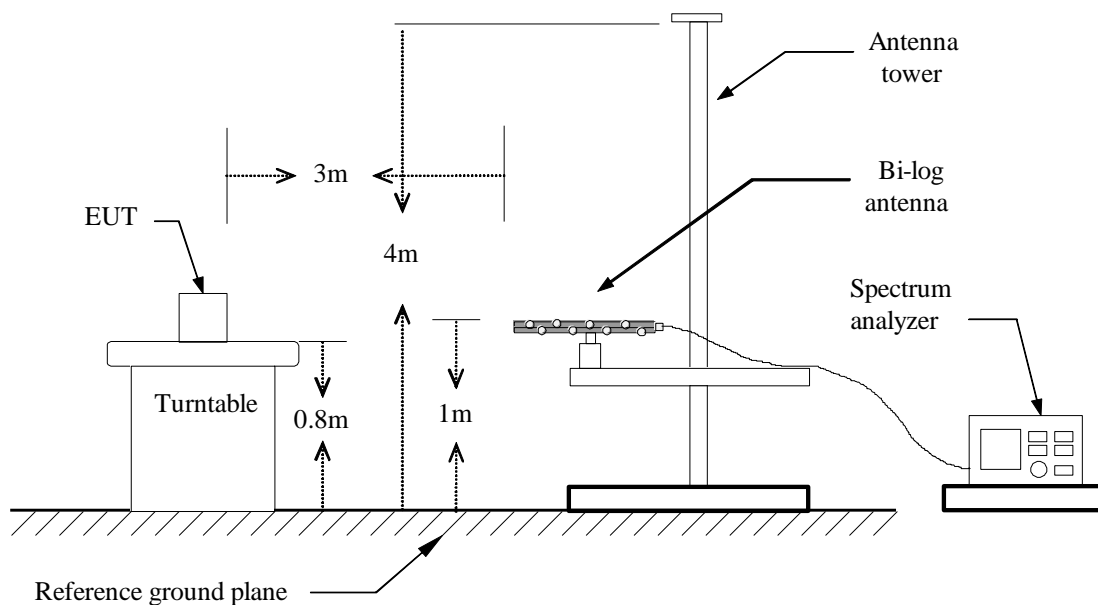 Antenna
tower
3m
Bi-log
antenna
EUT
4m
Spectrum
analyzer
Turntable
0.8m
1m
Reference ground plane